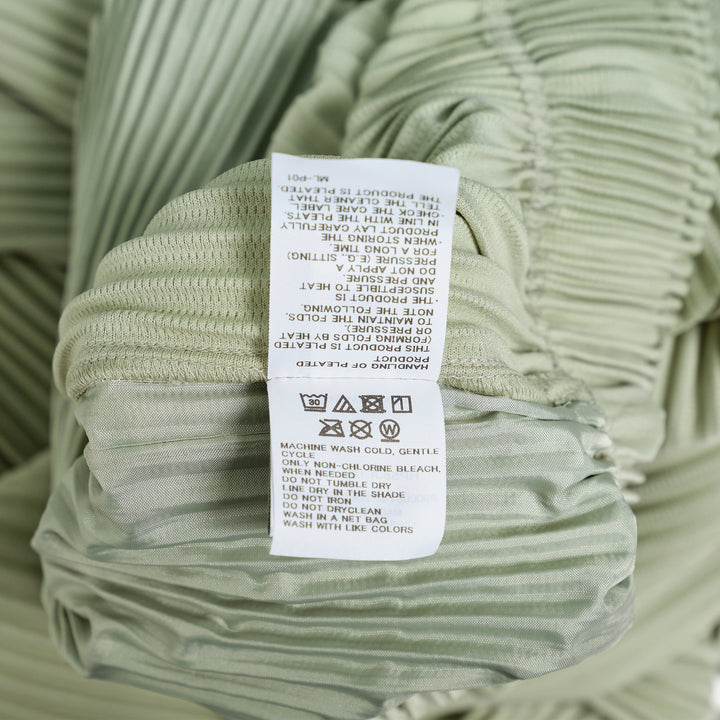 HANDLING OF PLEATED
PRODUCT
THIS PRODUCT IS PLEATED
(FORMING FOLDS BY HEAT
OR PRESSURE).
TO MAINTAIN THE FOLDS,
NOTE THE FOLLOWING.
・THE PRODUCT IS
SUSCEPTIBLE TO HEAT
AND PRESSURE.
DO NOT APPLY A
PRESSURE (E.G., SITTING)
FOR A LONG TIME.
・WHEN STORING THE
PRODUCT LAY CAREFULLY
IN LINE WITH THE PLEATS.
・CHECK THE CARE LABEL
TELL THE CLEANER THAT
THE PRODUCT IS PLEATED.
ML-P01
30
W
MACHINE WASH COLD, GENTLE
CYCLE
ONLY NON-CHLORINE BLEACH,
WHEN NEEDED
DO NOT TUMBLE DRY
LINE DRY IN THE SHADE
DO NOT IRON
DO NOT DRYCLEAN
WASH IN A NET BAG
WASH WITH LIKE COLORS